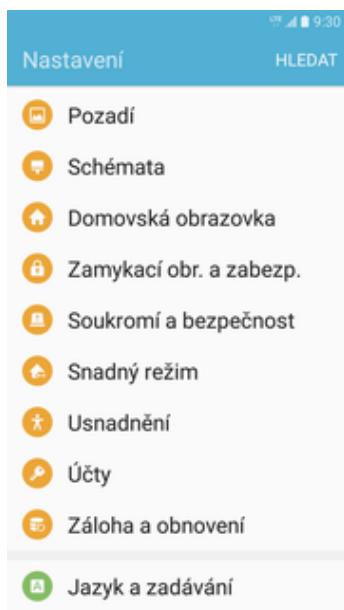 9:30
Nastavení HLEDAT
Pozadí
Schémata
Domovská obrazovka
Zamykací obr. a zabezp.
Soukromí a bezpečnost
Snadný režim
Usnadnění
Účty
Záloha a obnovení
Jazyk a zadávání